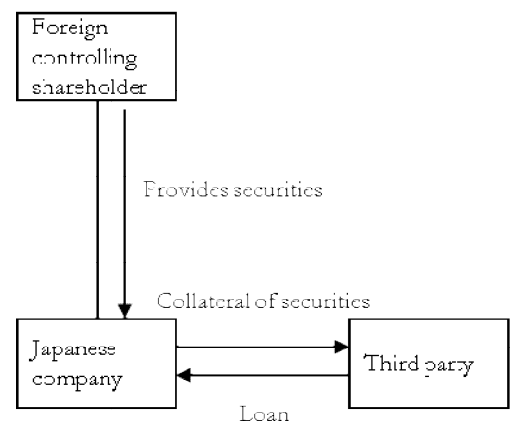 Foreign
controlling
shareholder
Provides securities
Collateral of securities
Japanese
company
Third party
Loan